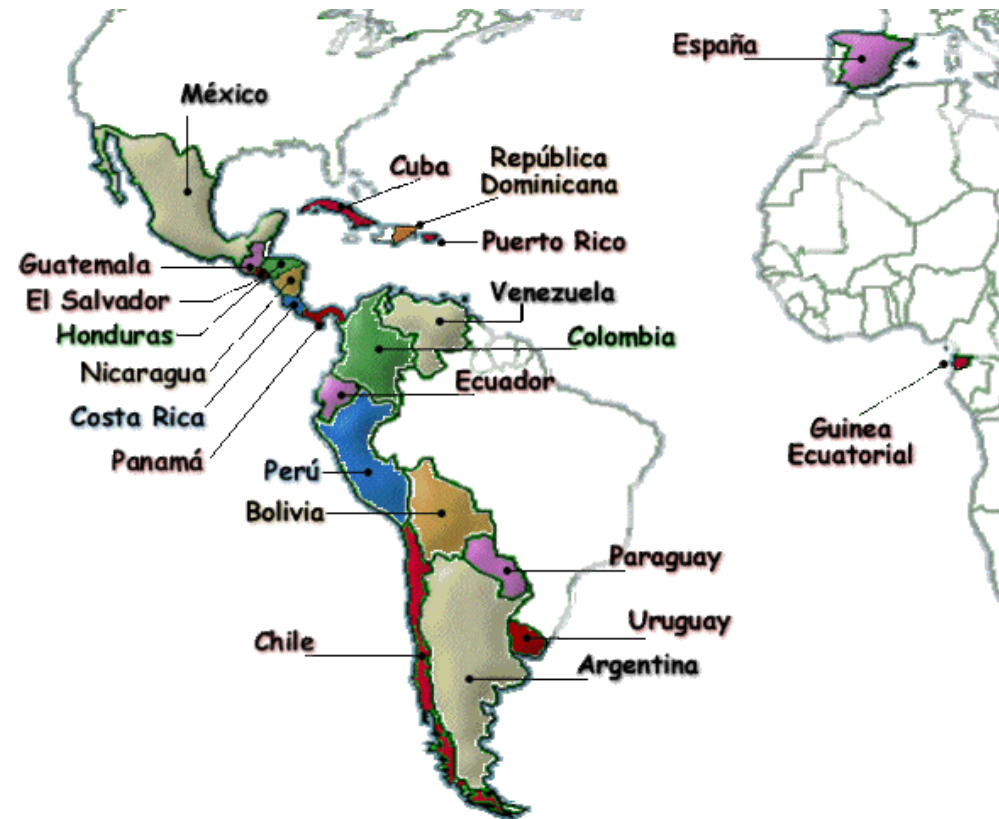 España
México
Cuba
República
Dominicana
Puerto Rico
Guatemala
El Salvador
Honduras
Nicaragua
Costa Rica
Panamá
Venezuela
Colombia
Ecuador
Guinea
Ecuatorial
Perú
Bolivia
Paraguay
Uruguay
Chile
Argentina